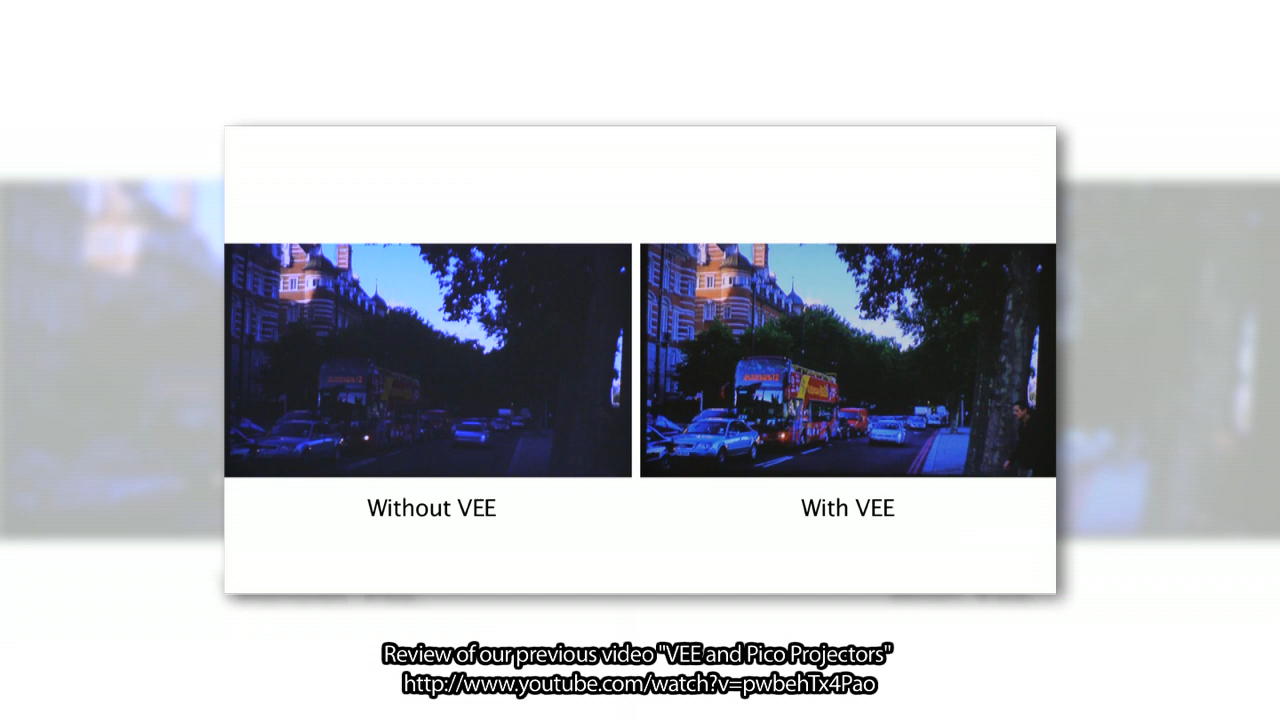 Without VEE
With VEE
Review of our previous video "VEE and Pico Projectors"
http://www.youtube.com/watch?v=pwbehTx4Pao